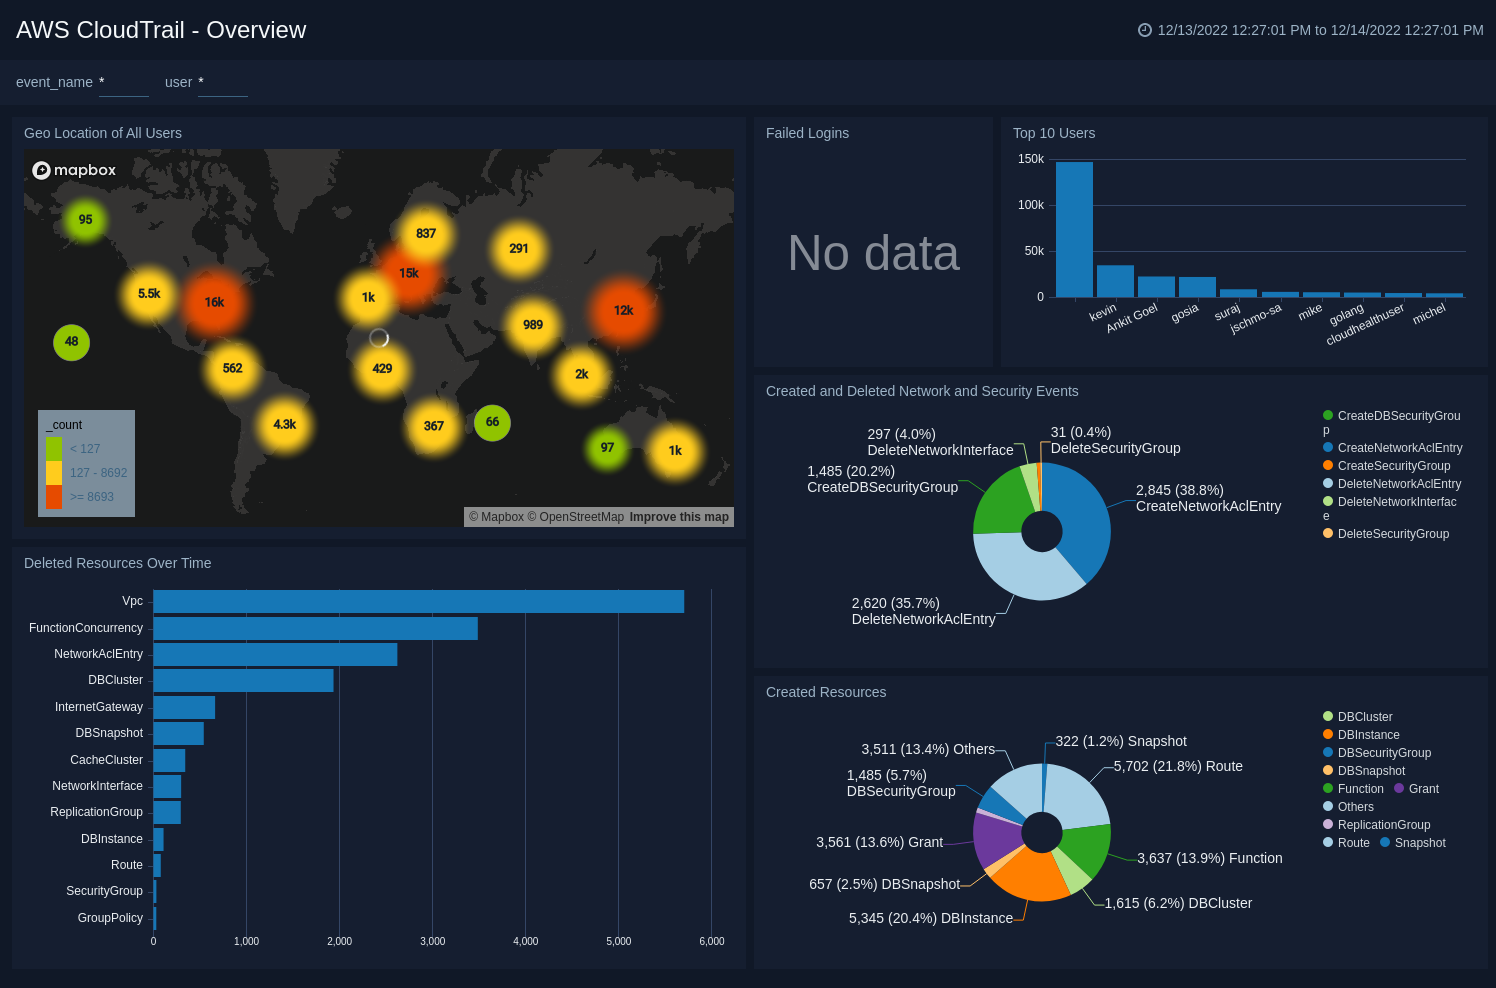 AWS CloudTrail - Overview
12/13/2022 12:27:01 PM to 12/14/2022 12:27:01 PM
event_name *
user *
Geo Location of All Users
mapbox
95
837
291
15k
5.5k
16k
1k
12k
989
48
562
429
2k
4.3k
367
66
97
1k
_count
< 127
127 - 8692
>= 8693
© Mapbox © OpenStreetMap Improve this map
Failed Logins
No data
Top 10 Users
150k
100k
50k
0
kevin
Ankit Goel
gosia
suraj
jschmo-sa
mike
golang
cloudhealthuser
michel
Created and Deleted Network and Security Events
297 (4.0%)
DeleteNetworkInterface
31 (0.4%)
DeleteSecurityGroup
1,485 (20.2%)
CreateDBSecurityGroup
2,845 (38.8%)
CreateNetworkAclEntry
2,620 (35.7%)
DeleteNetworkAclEntry
CreateDBSecurityGrou
p
CreateNetworkAclEntry
CreateSecurityGroup
DeleteNetworkAclEntry
DeleteNetworkInterfac
e
DeleteSecurityGroup
Deleted Resources Over Time
Vpc
FunctionConcurrency
NetworkAclEntry
DBCluster
InternetGateway
DBSnapshot
CacheCluster
NetworkInterface
ReplicationGroup
DBInstance
Route
SecurityGroup
GroupPolicy
0
1,000
2,000
3,000
4,000
5,000
6,000
Created Resources
3,511 (13.4%) Others
322 (1.2%) Snapshot
5,702 (21.8%) Route
1,485 (5.7%)
DBSecurityGroup
3,561 (13.6%) Grant
3,637 (13.9%) Function
657 (2.5%) DBSnapshot
1,615 (6.2%) DBCluster
5,345 (20.4%) DBInstance
DBCluster
DBInstance
DBSecurityGroup
DBSnapshot
Function Grant
Others
ReplicationGroup
Route Snapshot